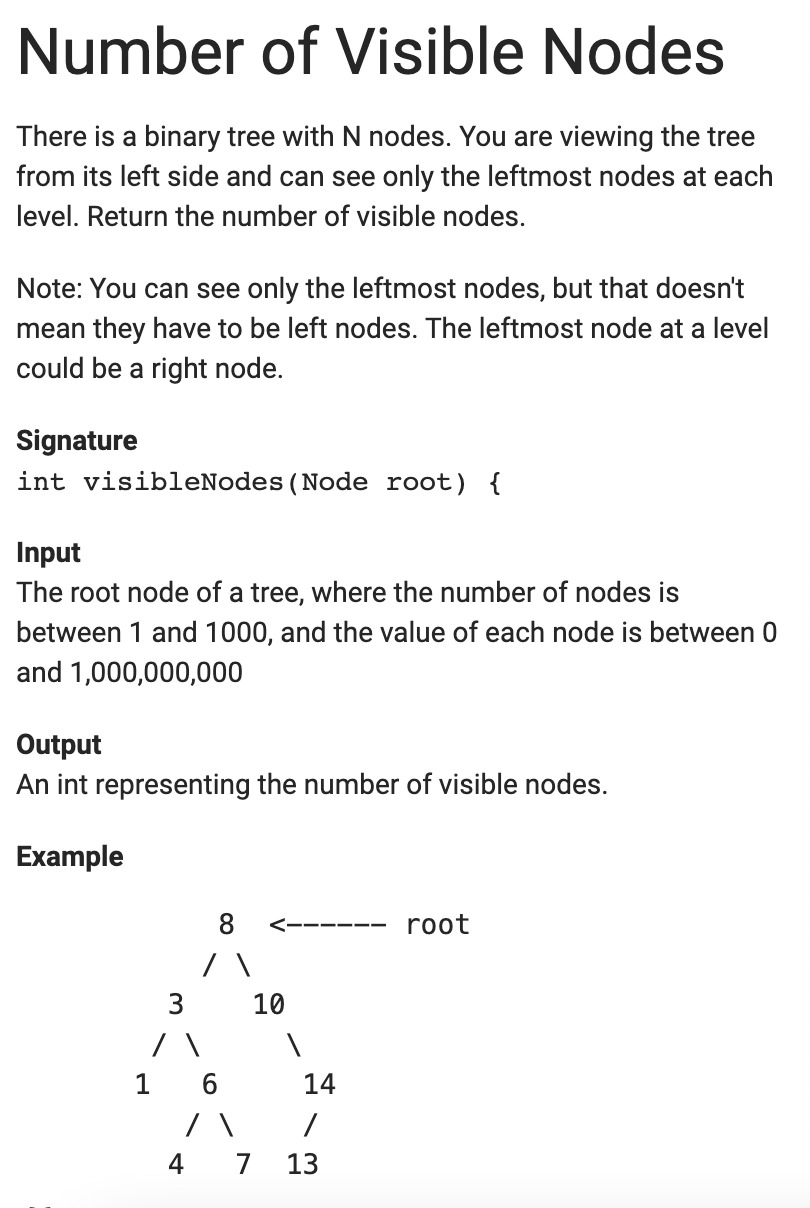 Number of Visible Nodes
There is a binary tree with N nodes. You are viewing the tree
from its left side and can see only the leftmost nodes at each
level. Return the number of visible nodes.
Note: You can see only the leftmost nodes, but that doesn't
mean they have to be left nodes. The leftmost node at a level
could be a right node.
Signature
int visibleNodes(Node root) {
Input
The root node of a tree, where the number of nodes is
between 1 and 1000, and the value of each node is between 0
and 1,000,000,000
Output
An int representing the number of visible nodes.
Example
8 <------ root
/ \
3 10
/ \ \
1 6 14
/ \ /
4 7 13